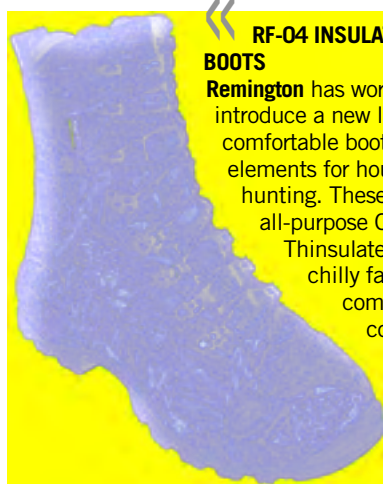 « RF-04 INSULA
BOOTS
Remington has wor
introduce a new l
comfortable boot
elements for hou
hunting. These
all-purpose C
Thinsulate
chilly fa
com
co